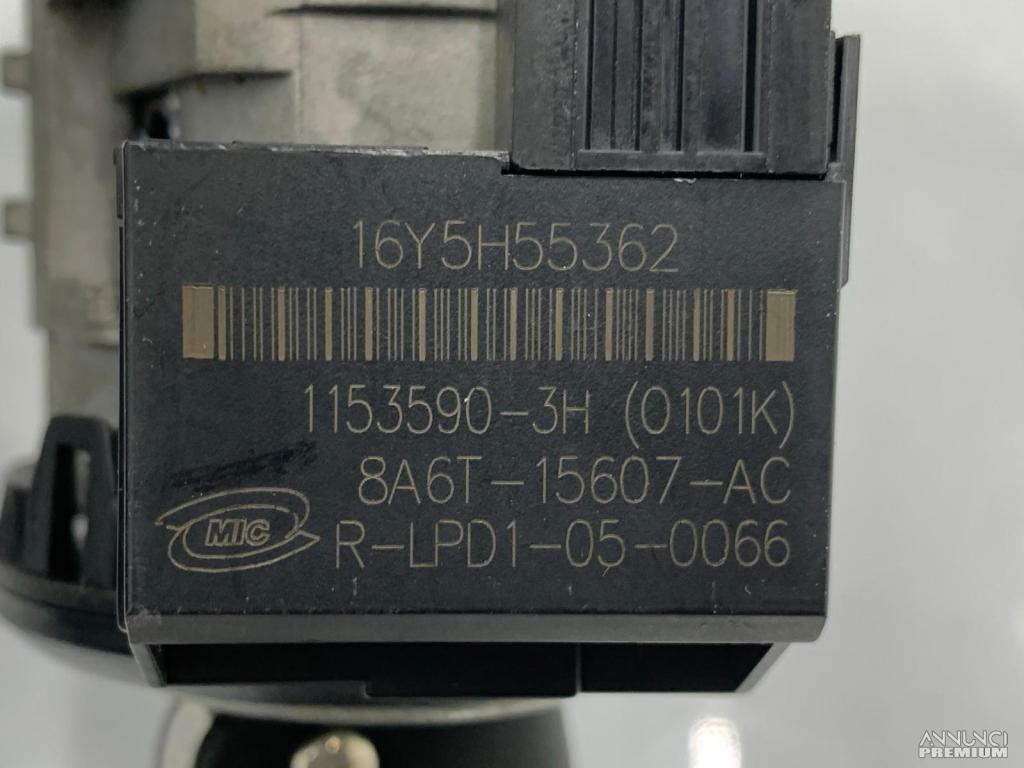 16Y5H55362
1153590-3H (0101K)
8A6T-15607-AC
MIC
R-LPD1-05-0066
ANNUNCI
PREMIUM